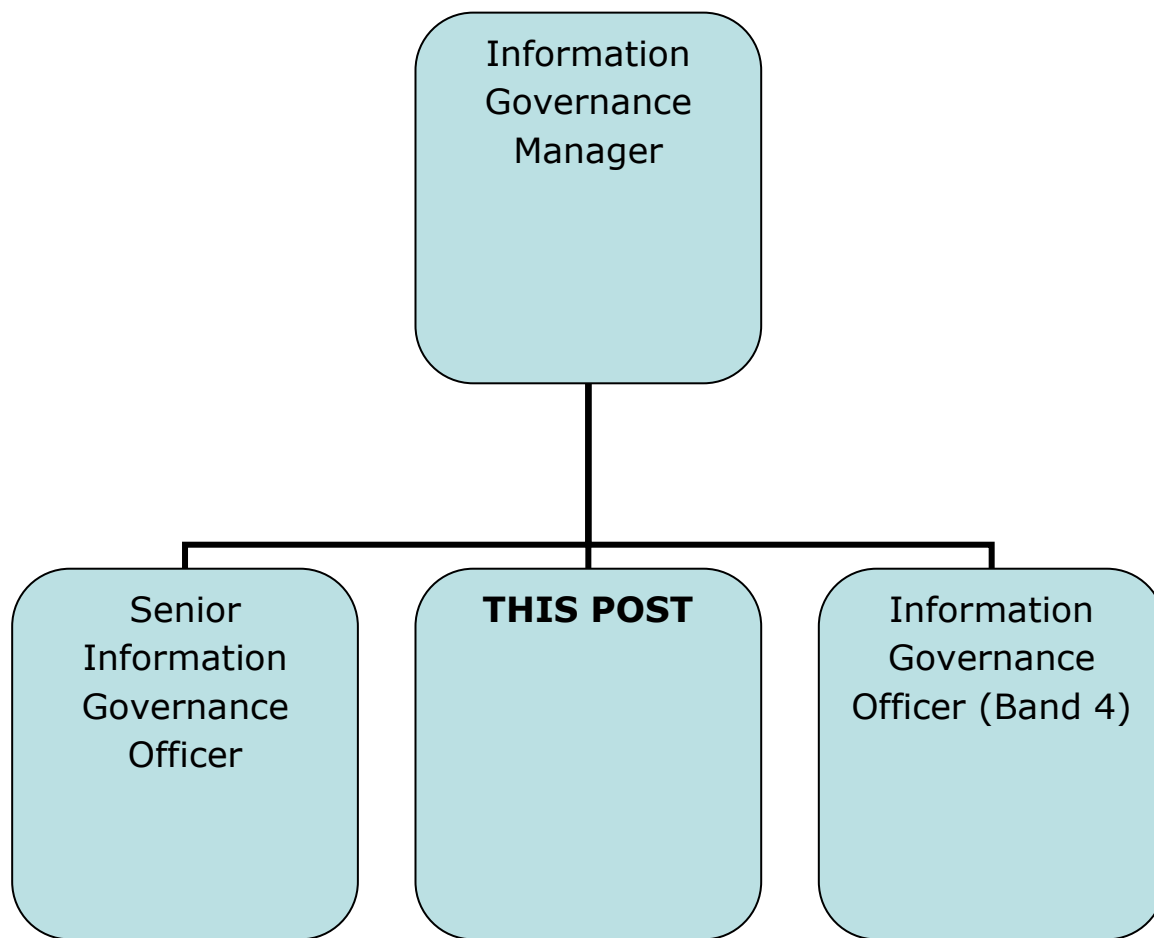 Information
Governance
Manager
Senior
Information
Governance
Officer
THIS POST
Information
Governance
Officer (Band 4)